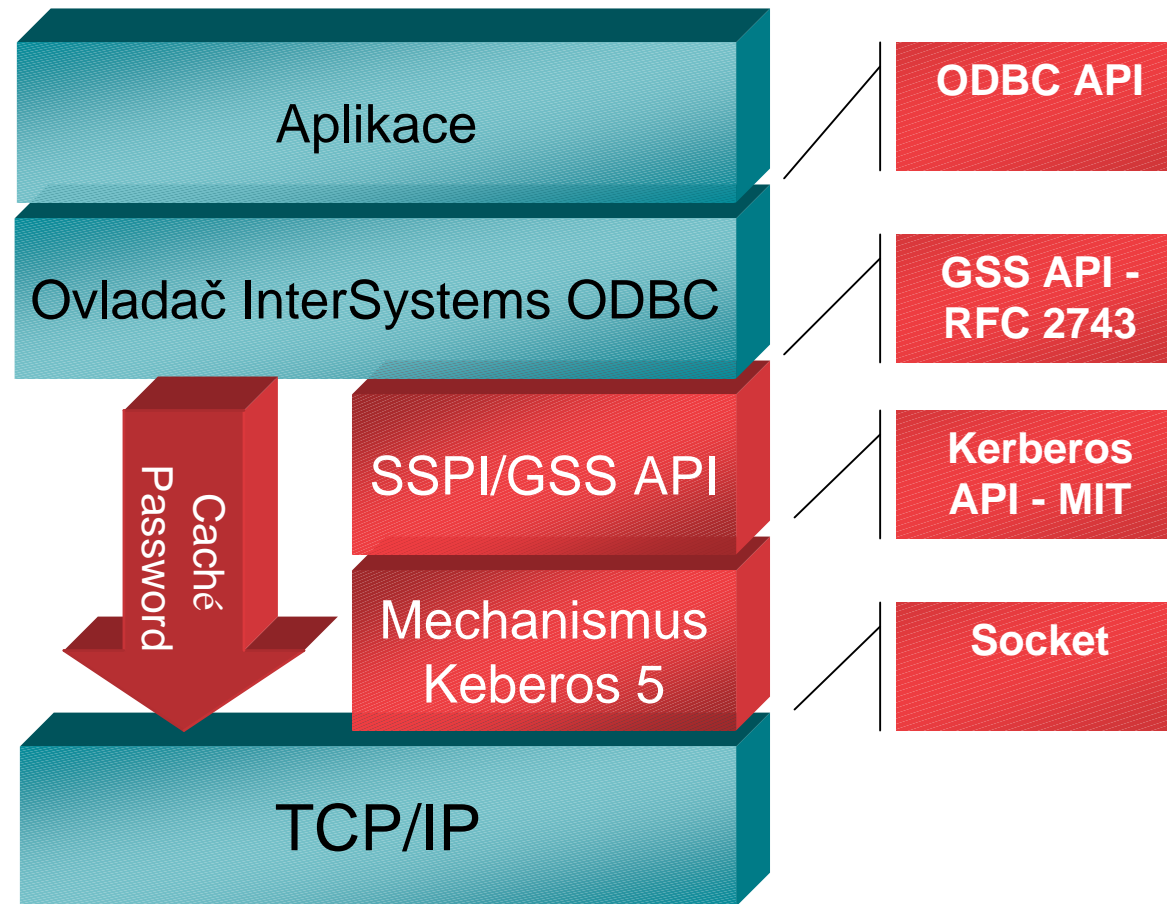 Aplikace
ODBC API
Ovladač InterSystems ODBC
GSS API -
RFC 2743
Caché
Password
SSPI/GSS API
Kerberos
API - MIT
Mechanismus
Keberos 5
Socket
TCP/IP